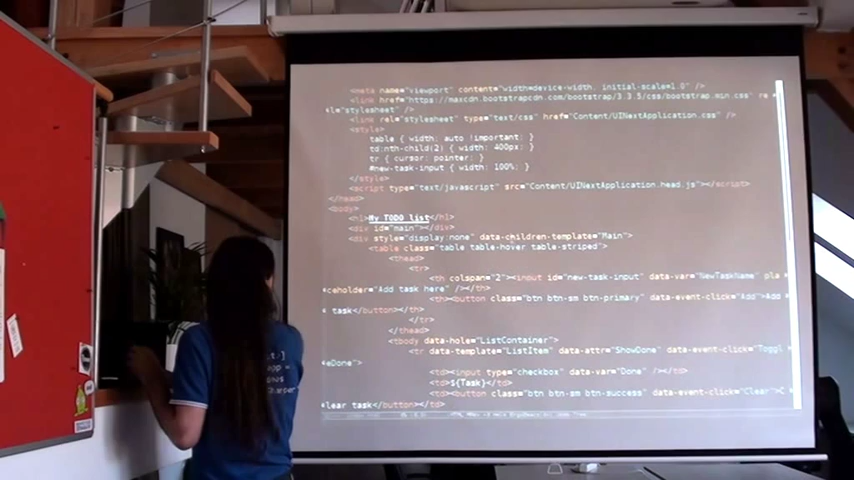 <meta name="viewport" content="width=device-width, initial-scale=1.0" />
<link href="https://maxcdn.bootstrapcdn.com/bootstrap/3.3.5/css/bootstrap.min.css" re
l="stylesheet" />
<link rel="stylesheet" type="text/css" href="Content/UINextApplication.css" />
<style>
table { width: auto !important; }
td:nth-child(2) { width: 400px; }
tr { cursor: pointer; }
#new-task-input { width: 100%; }
</style>
<script type="text/javascript" src="Content/UINextApplication.head.js"></script>
</head>
<body>
<h1>My TODO list</h1>
<div id="main"></div>
<div style="display:none" data-children-template="Main">
<table class="table table-hover table-striped">
<thead>
<tr>
<th colspan="2"><input id="new-task-input" data-var="NewTaskName" pla
ceholder="Add task here" /></th>
<th><button class="btn btn-sm btn-primary" data-event-click="Add">Add
task</button></th>
</tr>
</thead>
<tbody data-hole="ListContainer">
<tr data-template="ListItem" data-attr="ShowDone" data-event-click="Toggl
eDone">
<td><input type="checkbox" data-var="Done" /></td>
<td>${Task}</td>
<td><button class="btn btn-sm btn-success" data-event-click="Clear">C
lear task</button></td>